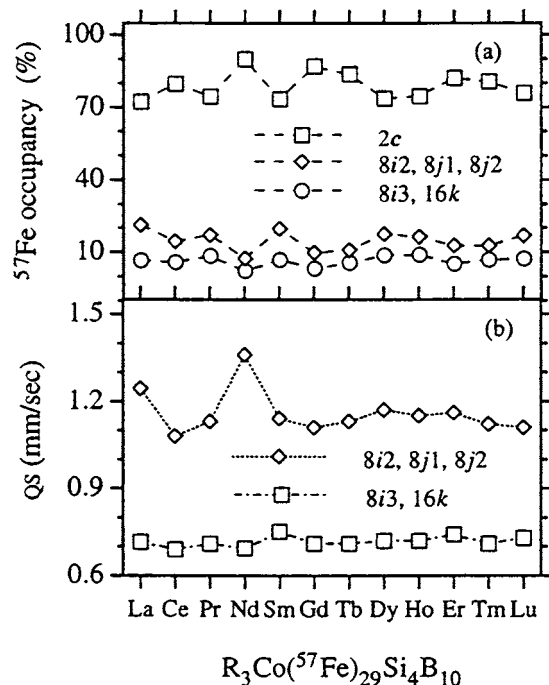 100
70
40
10
⁵⁷Fe occupancy (%)
(a)
2c
8i2, 8j1, 8j2
8i3, 16k
1.5
1.2
0.9
0.6
QS (mm/sec)
(b)
8i2, 8j1, 8j2
8i3, 16k
La Ce Pr Nd Sm Gd Tb Dy Ho Er Tm Lu
R₃Co(⁵⁷Fe)₂₉Si₄B₁₀